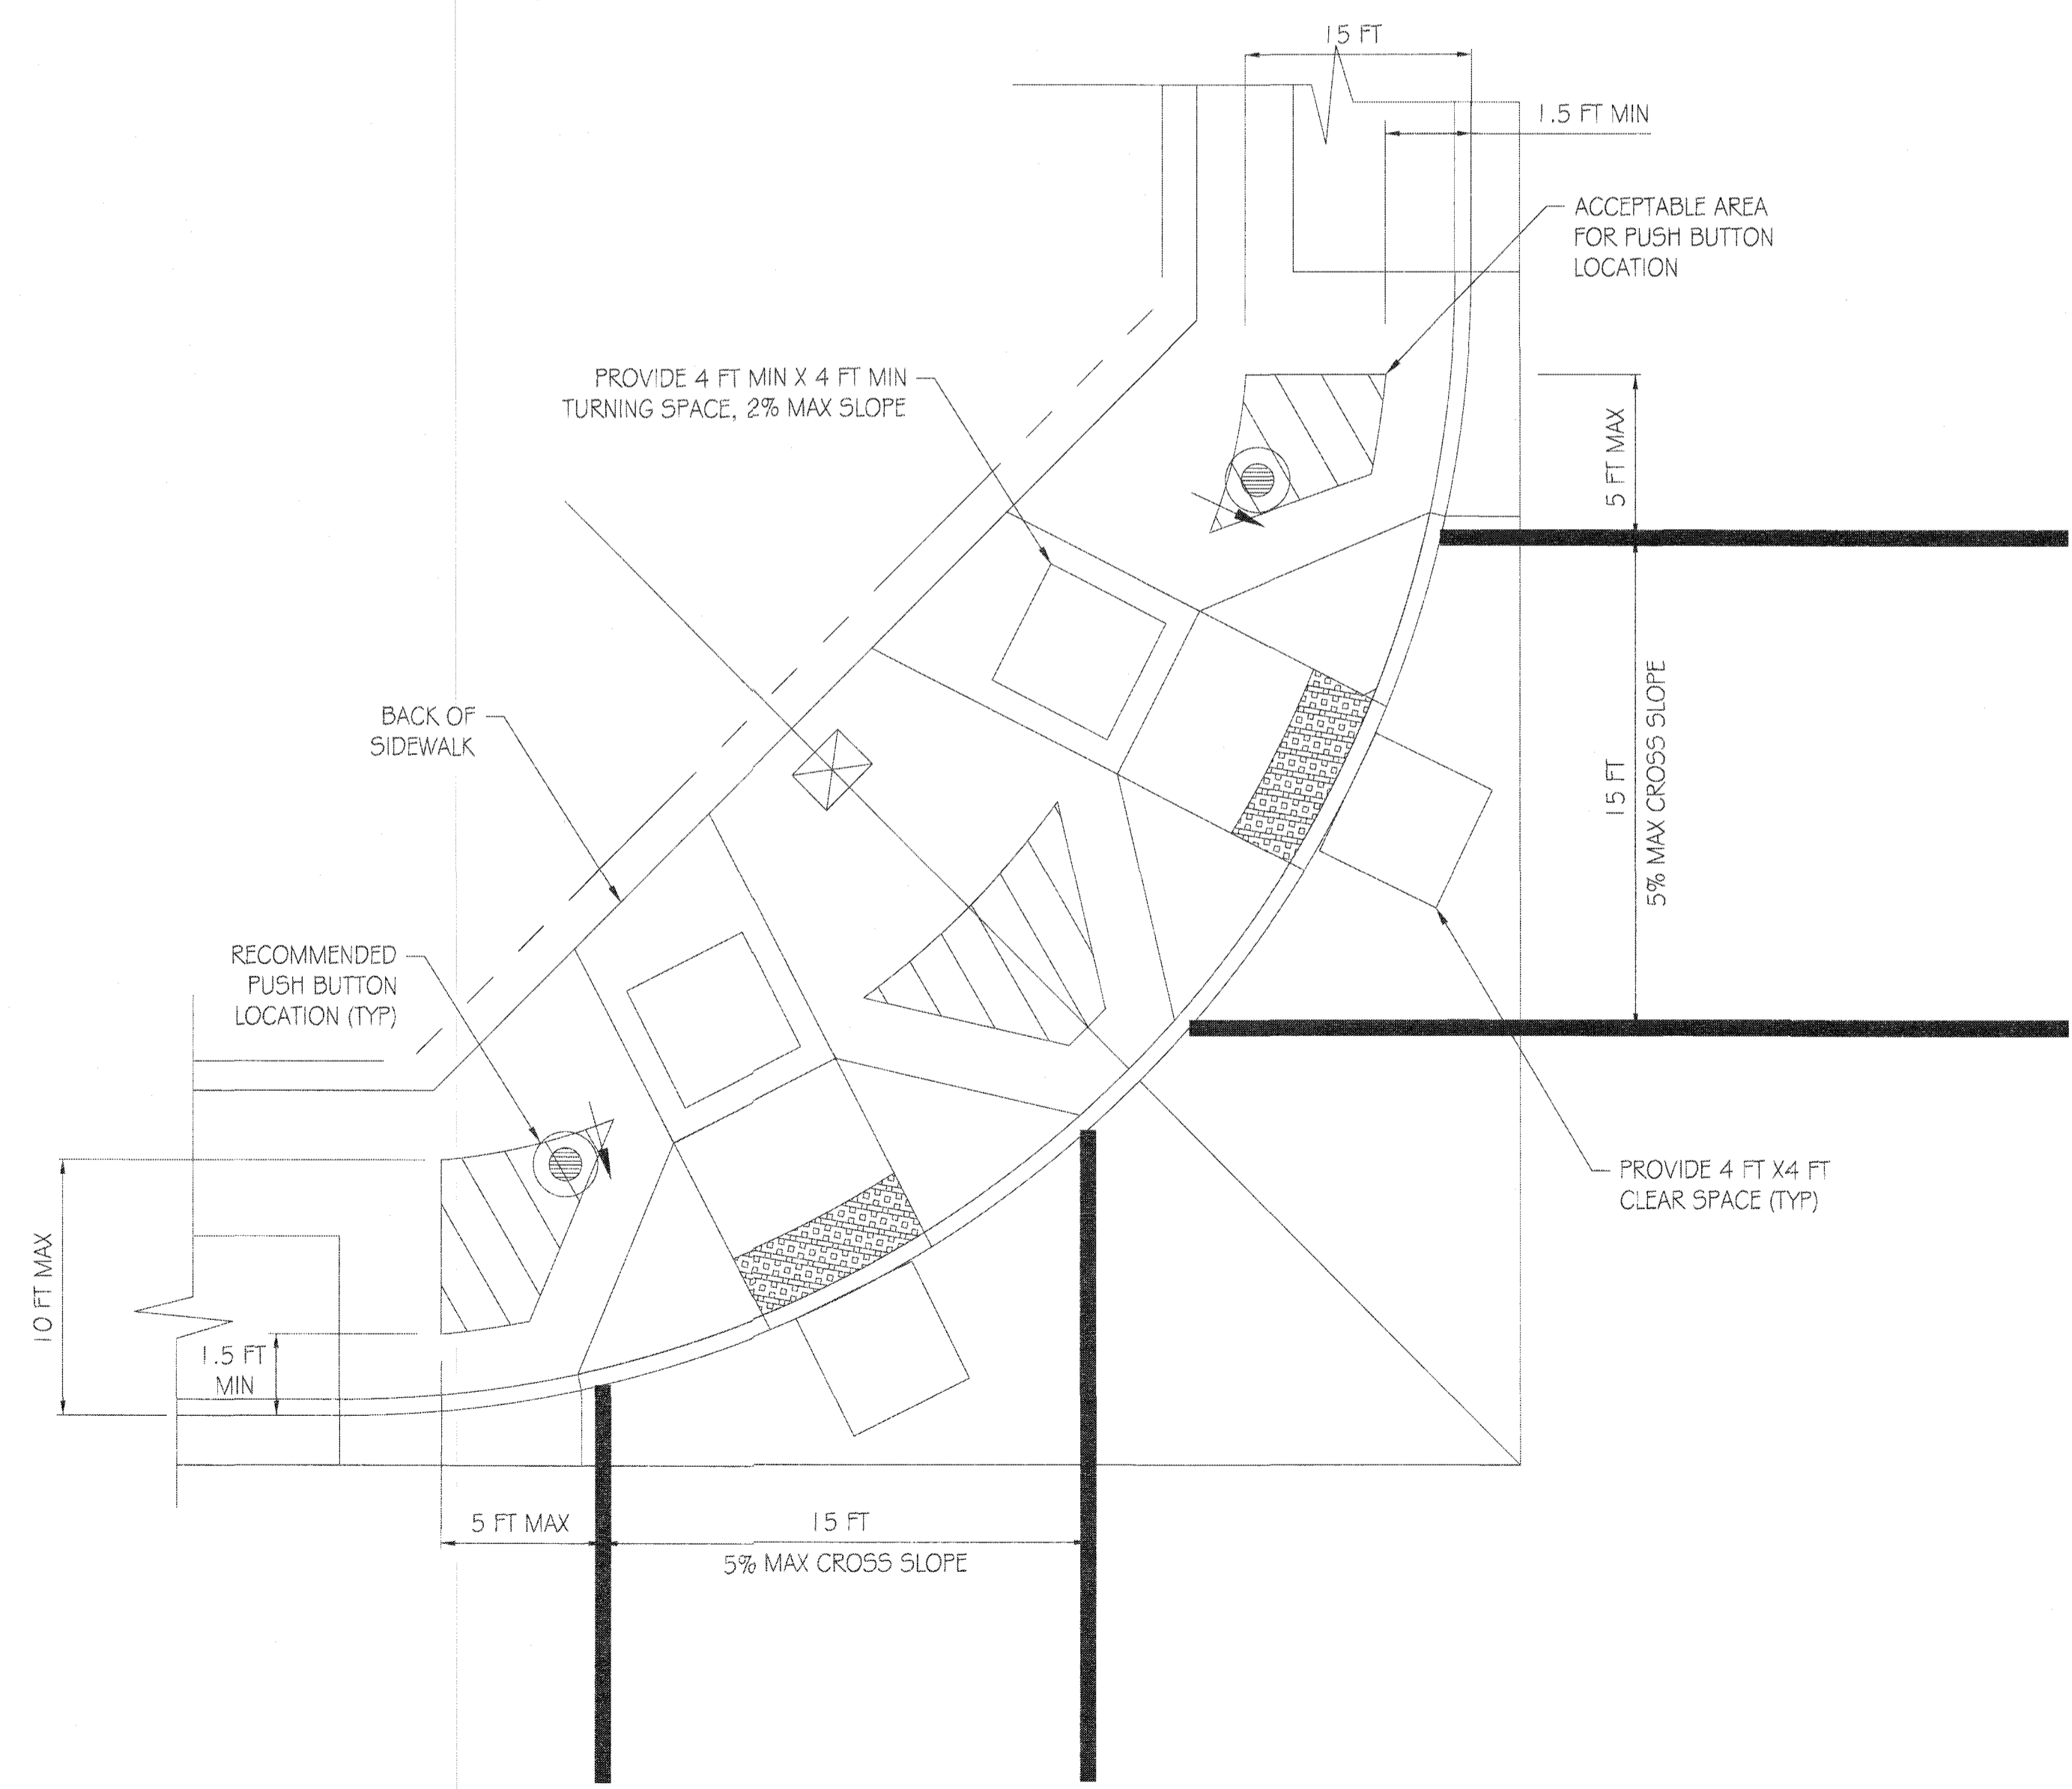 15 FT
1.5 FT MIN
ACCEPTABLE AREA
FOR PUSH BUTTON
LOCATION
PROVIDE 4 FT MIN X 4 FT MIN
TURNING SPACE, 2% MAX SLOPE
5 FT MAX
BACK OF
SIDEWALK
15 FT
5% MAX CROSS SLOPE
RECOMMENDED
PUSH BUTTON
LOCATION (TYP)
PROVIDE 4 FT X4 FT
CLEAR SPACE (TYP)
10 FT MAX
1.5 FT
MIN
5 FT MAX
15 FT
5% MAX CROSS SLOPE